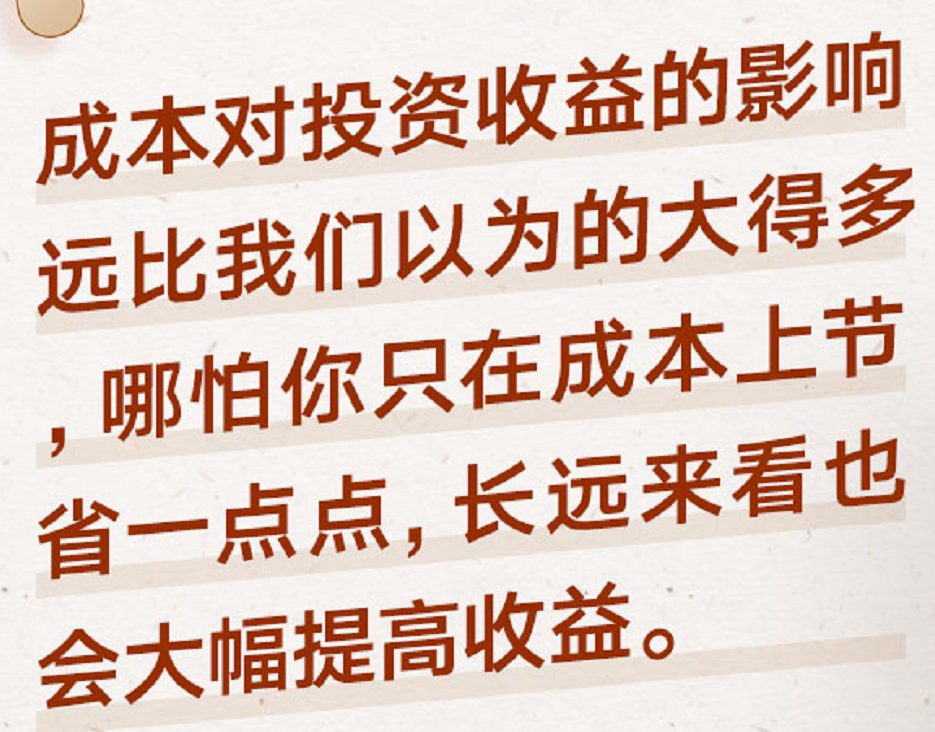 成本对投资收益的影响
远比我们以为的大得多
，哪怕你只在成本上节
省一点点，长远来看也
会大幅提高收益。